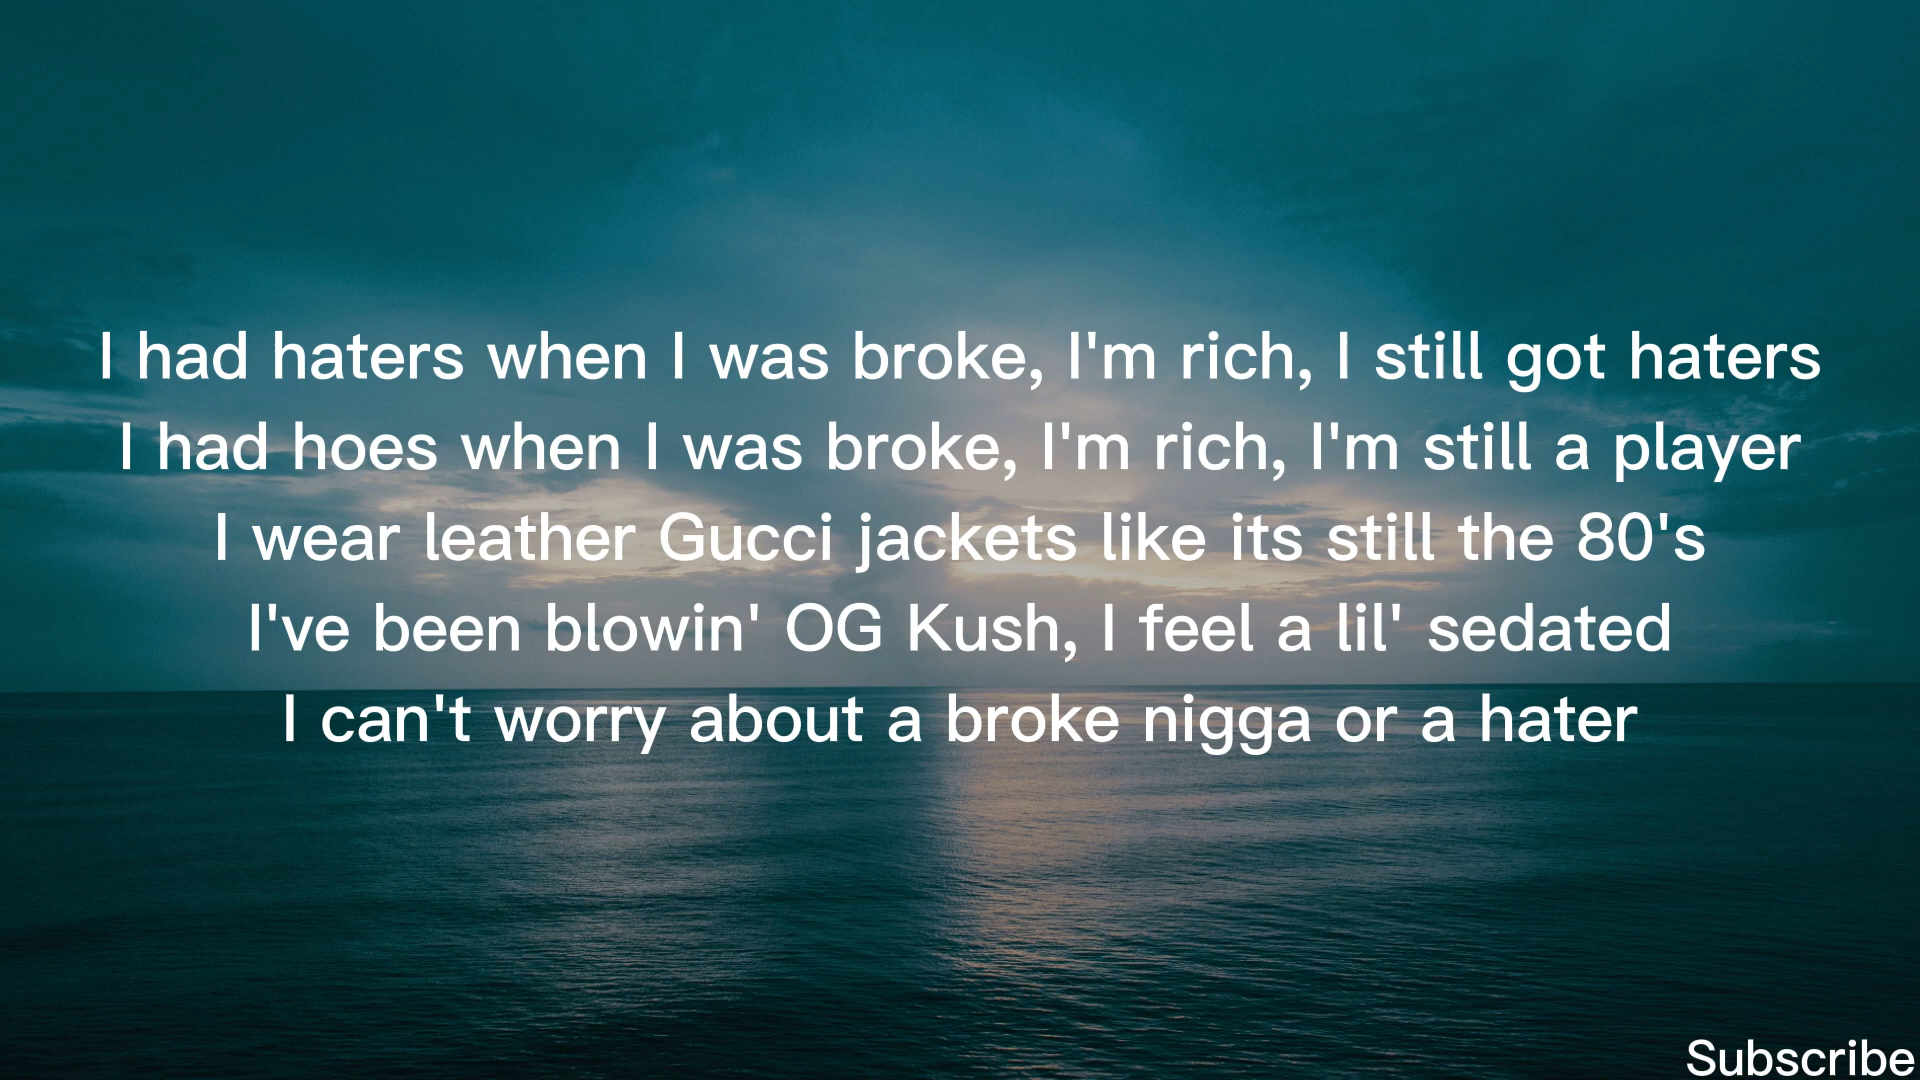 I had haters when I was broke, I'm rich, I still got haters
I had hoes when I was broke, I'm rich, I'm still a player
I wear leather Gucci jackets like its still the 80's
I've been blowin' OG Kush, I feel a lil' sedated
I can't worry about a broke nigga or a hater
Subscribe